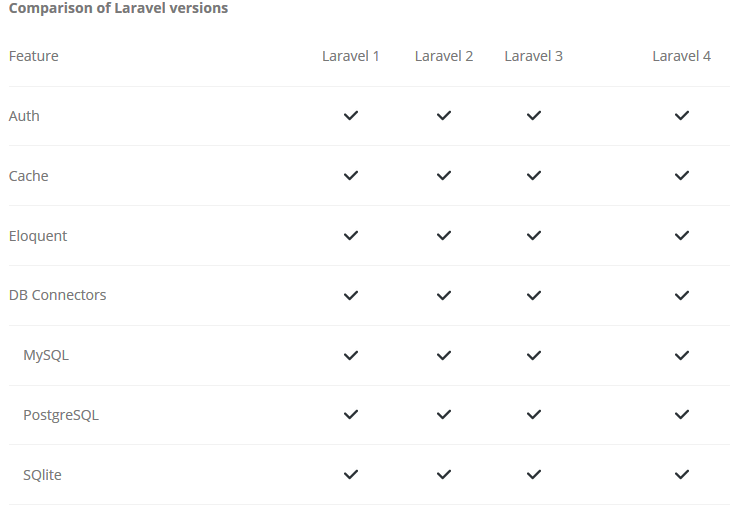 Comparison of Laravel versions
Feature Laravel 1 Laravel 2 Laravel 3 Laravel 4
Auth ✓ ✓ ✓ ✓
Cache ✓ ✓ ✓ ✓
Eloquent ✓ ✓ ✓ ✓
DB Connectors ✓ ✓ ✓ ✓
MySQL ✓ ✓ ✓ ✓
PostgreSQL ✓ ✓ ✓ ✓
SQlite ✓ ✓ ✓ ✓